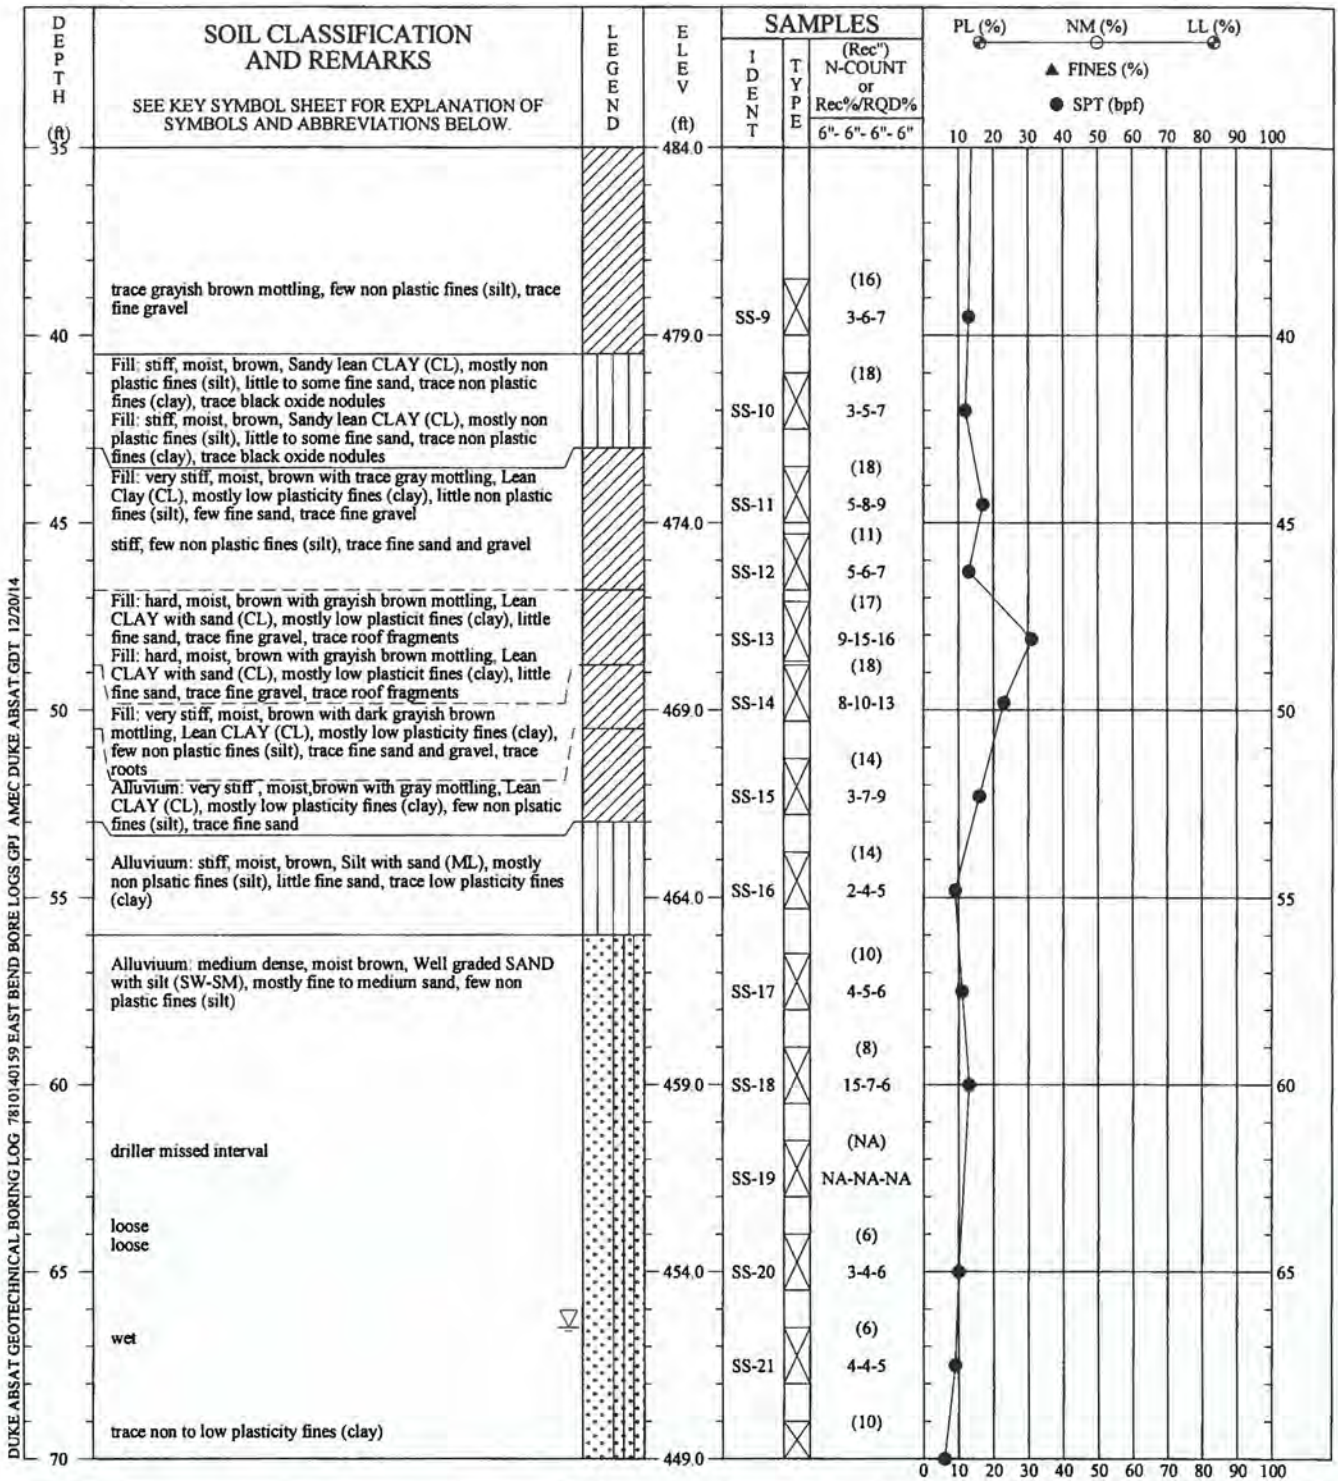 DEPTH
(ft)
SOIL CLASSIFICATION
AND REMARKS
SEE KEY SYMBOL SHEET FOR EXPLANATION OF
SYMBOLS AND ABBREVIATIONS BELOW.
LEGEND
ELEV
(ft)
SAMPLES
IDENT
TYPE
(Rec")
N-COUNT
or
Rec%/RQD%
6"- 6"- 6"- 6"
PL (%) NM (%) LL (%)
▲ FINES (%)
● SPT (bpf)
10 20 30 40 50 60 70 80 90 100
35 484.0
trace grayish brown mottling, few non plastic fines (silt), trace
fine gravel
(16)
SS-9 3-6-7
40 479.0 40
Fill: stiff, moist, brown, Sandy lean CLAY (CL), mostly non
plastic fines (silt), little to some fine sand, trace non plastic
fines (clay), trace black oxide nodules
Fill: stiff, moist, brown, Sandy lean CLAY (CL), mostly non
plastic fines (silt), little to some fine sand, trace non plastic
fines (clay), trace black oxide nodules
(18)
SS-10 3-5-7
Fill: very stiff, moist, brown with trace gray mottling, Lean
Clay (CL), mostly low plasticity fines (clay), little non plastic
fines (silt), few fine sand, trace fine gravel
(18)
SS-11 5-8-9
45 474.0 45
stiff, few non plastic fines (silt), trace fine sand and gravel
(11)
SS-12 5-6-7
Fill: hard, moist, brown with grayish brown mottling, Lean
CLAY with sand (CL), mostly low plasticit fines (clay), little
fine sand, trace fine gravel, trace roof fragments
Fill: hard, moist, brown with grayish brown mottling, Lean
CLAY with sand (CL), mostly low plasticit fines (clay), little
fine sand, trace fine gravel, trace roof fragments
(17)
SS-13 9-15-16
(18)
SS-14 8-10-13
50 469.0 50
Fill: very stiff, moist, brown with dark grayish brown
mottling, Lean CLAY (CL), mostly low plasticity fines (clay),
few non plastic fines (silt), trace fine sand and gravel, trace
roots
Alluvium: very stiff , moist,brown with gray mottling, Lean
CLAY (CL), mostly low plasticity fines (clay), few non plsatic
fines (silt), trace fine sand
(14)
SS-15 3-7-9
Alluviuum: stiff, moist, brown, Silt with sand (ML), mostly
non plsatic fines (silt), little fine sand, trace low plasticity fines
(clay)
(14)
SS-16 2-4-5
55 464.0 55
Alluviuum: medium dense, moist brown, Well graded SAND
with silt (SW-SM), mostly fine to medium sand, few non
plastic fines (silt)
(10)
SS-17 4-5-6
(8)
SS-18 15-7-6
60 459.0 60
driller missed interval
(NA)
SS-19 NA-NA-NA
loose
loose
(6)
SS-20 3-4-6
65 454.0 65
wet
(6)
SS-21 4-4-5
trace non to low plasticity fines (clay)
(10)
70 449.0
0 10 20 30 40 50 60 70 80 90 100
DUKE ABSAT GEOTECHNICAL BORING LOG 7810140159 EAST BEND BORE LOGS.GPJ AMEC DUKE ABSAT.GDT 12/20/14